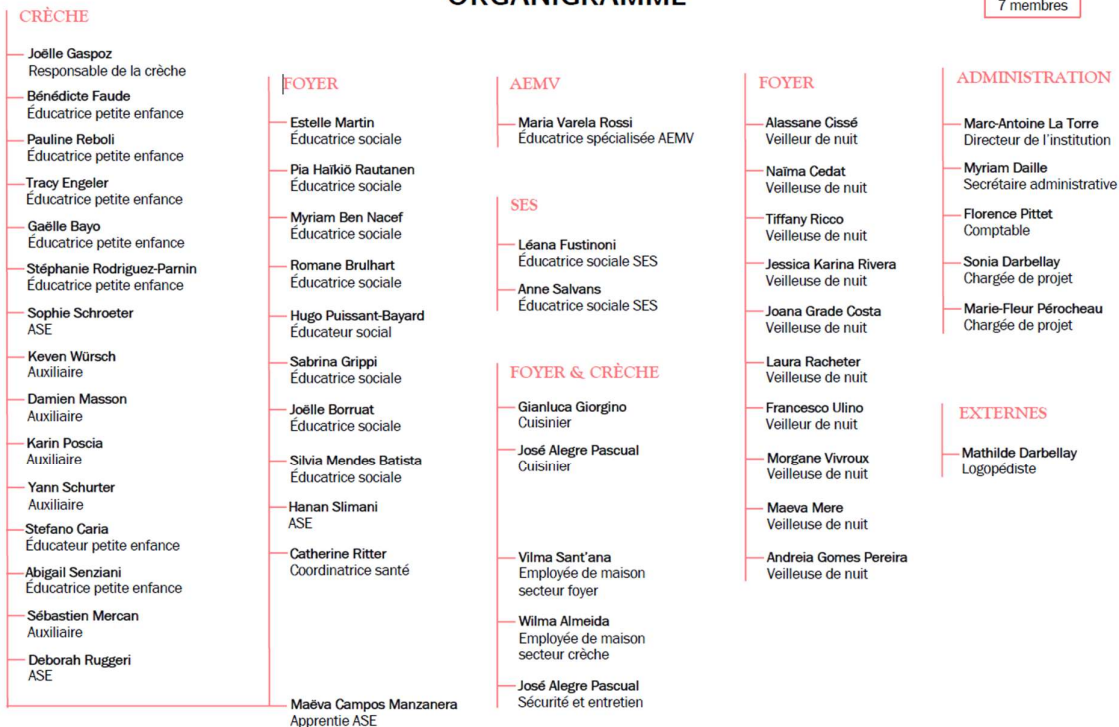 ORGANIGRAMME
7 membres
CRÈCHE
Joëlle Gaspoz
Responsable de la crèche
Bénédicte Faude
Éducatrice petite enfance
Pauline Reboli
Éducatrice petite enfance
Tracy Engeler
Éducatrice petite enfance
Gaëlle Bayo
Éducatrice petite enfance
Stéphanie Rodriguez-Parnin
Éducatrice petite enfance
Sophie Schroeter
ASE
Keven Würsch
Auxiliaire
Damien Masson
Auxiliaire
Karin Poscia
Auxiliaire
Yann Schurter
Auxiliaire
Stefano Caria
Éducateur petite enfance
Abigail Senziani
Éducatrice petite enfance
Sébastien Mercan
Auxiliaire
Deborah Ruggeri
ASE
FOYER
Estelle Martin
Éducatrice sociale
Pia Haïkiö Rautanen
Éducatrice sociale
Myriam Ben Nacef
Éducatrice sociale
Romane Brulhart
Éducatrice sociale
Hugo Puissant-Bayard
Éducateur social
Sabrina Grippi
Éducatrice sociale
Joëlle Borruat
Éducatrice sociale
Silvia Mendes Batista
Éducatrice sociale
Hanan Slimani
ASE
Catherine Ritter
Coordinatrice santé
Maëva Campos Manzanera
Apprentie ASE
AEMV
Maria Varela Rossi
Éducatrice spécialisée AEMV
SES
Léana Fustinoni
Éducatrice sociale SES
Anne Salvans
Éducatrice sociale SES
FOYER & CRÈCHE
Gianluca Giorgino
Cuisinier
José Alegre Pascual
Cuisinier
Vilma Sant'ana
Employée de maison
secteur foyer
Wilma Almeida
Employée de maison
secteur crèche
José Alegre Pascual
Sécurité et entretien
FOYER
Alassane Cissé
Veilleur de nuit
Naïma Cedat
Veilleuse de nuit
Tiffany Ricco
Veilleuse de nuit
Jessica Karina Rivera
Veilleuse de nuit
Joana Grade Costa
Veilleuse de nuit
Laura Racheter
Veilleuse de nuit
Francesco Ulino
Veilleur de nuit
Morgane Vivroux
Veilleuse de nuit
Maeva Mere
Veilleuse de nuit
Andreia Gomes Pereira
Veilleuse de nuit
ADMINISTRATION
Marc-Antoine La Torre
Directeur de l'institution
Myriam Daille
Secrétaire administrative
Florence Pittet
Comptable
Sonia Darbellay
Chargée de projet
Marie-Fleur Pérocheau
Chargée de projet
EXTERNES
Mathilde Darbellay
Logopédiste